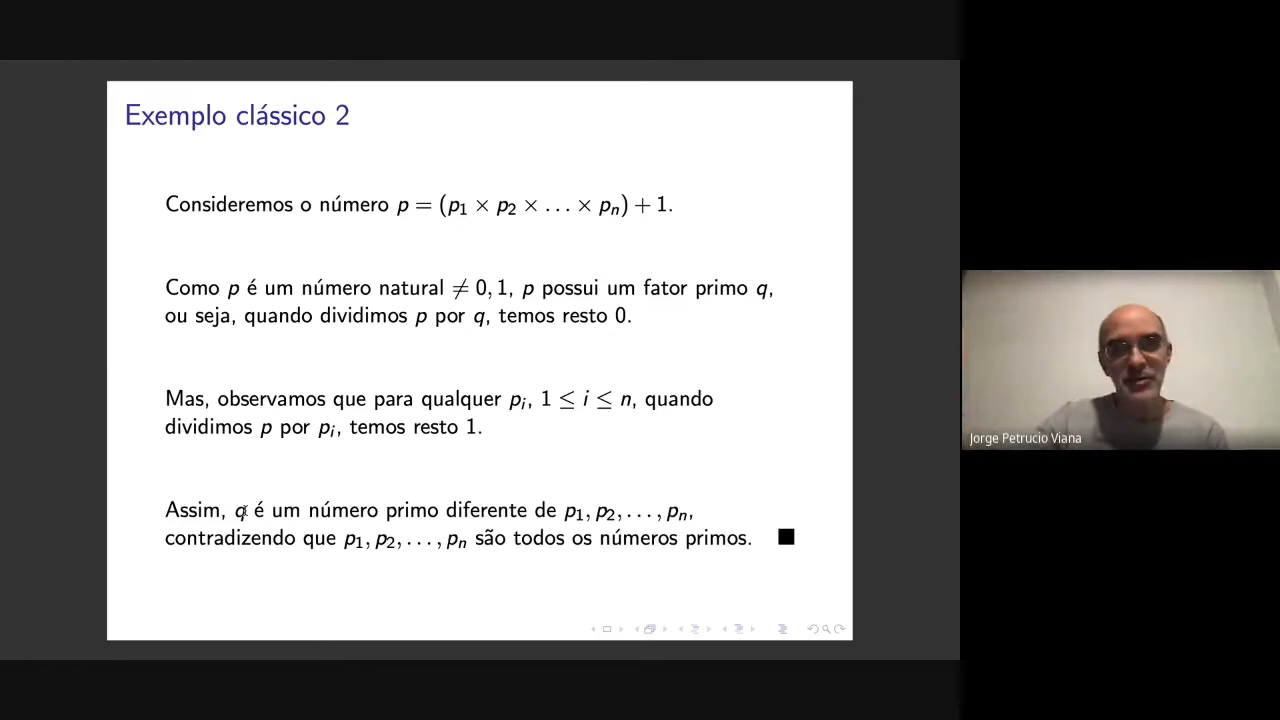 Exemplo clássico 2
Consideremos o número p = (p₁ × p₂ × . . . × pₙ) + 1.
Como p é um número natural ≠ 0, 1, p possui um fator primo q,
ou seja, quando dividimos p por q, temos resto 0.
Mas, observamos que para qualquer pᵢ, 1 ≤ i ≤ n, quando
dividimos p por pᵢ, temos resto 1.
Assim, q é um número primo diferente de p₁, p₂, . . . , pₙ,
contradizendo que p₁, p₂, . . . , pₙ são todos os números primos. ■
Jorge Petrucio Viana